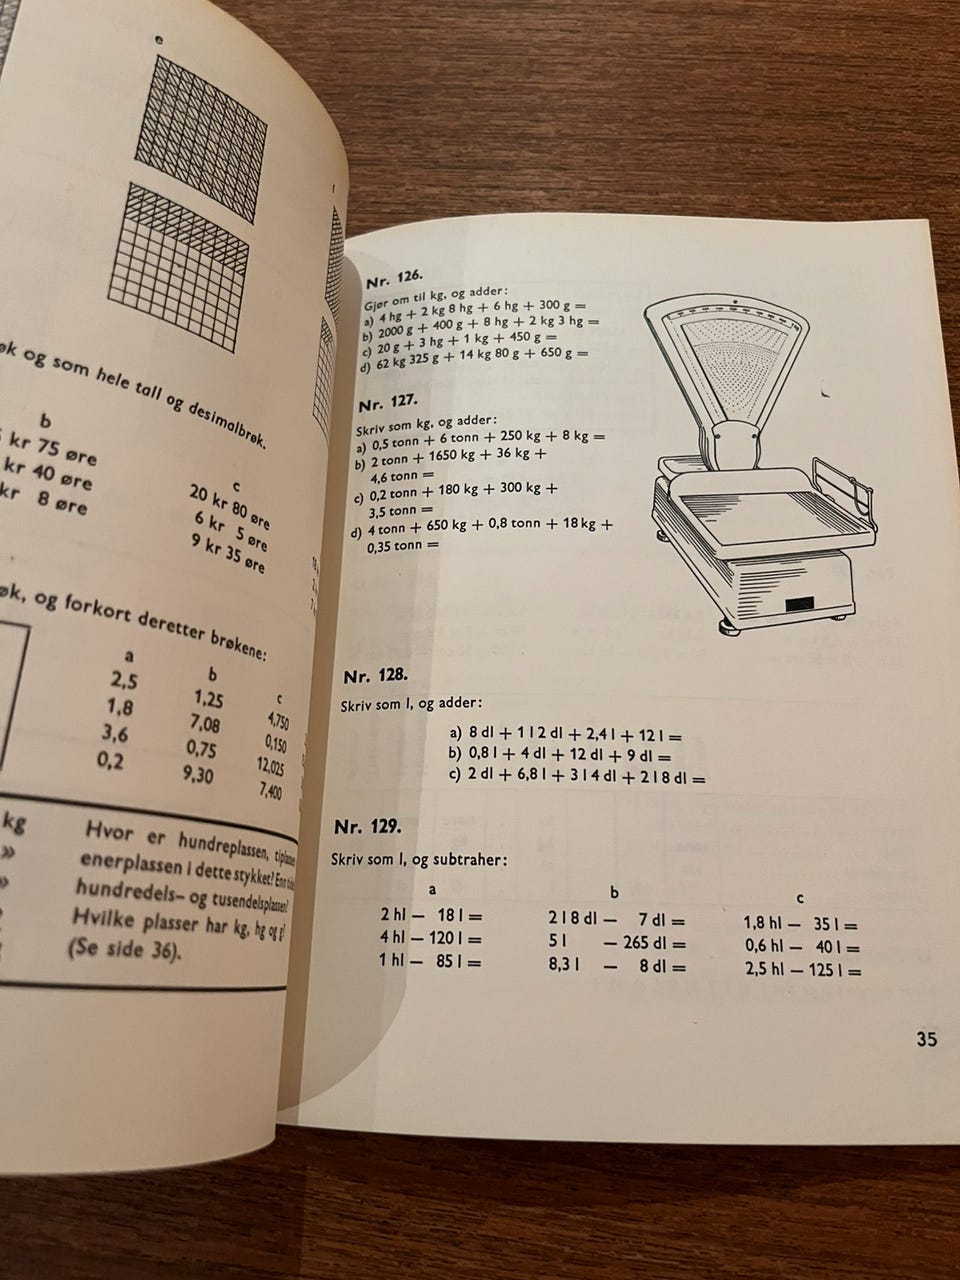 e
øk og som hele tall og desimalbrøk.
b
kr 75 øre
kr 40 øre
kr 8 øre
c
20 kr 80 øre
6 kr 5 øre
9 kr 35 øre
øk, og forkort deretter brøkene:
a
b
c
2,5
1,25
4,750
1,8
7,08
0,150
3,6
0,75
12,025
0,2
9,30
7,400
kg
»
»
Hvor er hundreplassen, tiplassen
enerplassen i dette stykket?
hundredels– og tusendelsplassen?
Hvilke plasser har kg, hg og g?
(Se side 36).
Nr. 126.
Gjør om til kg, og adder:
a) 4 hg + 2 kg 8 hg + 6 hg + 300 g =
b) 2000 g + 400 g + 8 hg + 2 kg 3 hg =
c) 20 g + 3 hg + 1 kg + 450 g =
d) 62 kg 325 g + 14 kg 80 g + 650 g =
Nr. 127.
Skriv som kg, og adder:
a) 0,5 tonn + 6 tonn + 250 kg + 8 kg =
b) 2 tonn + 1650 kg + 36 kg +
4,6 tonn =
c) 0,2 tonn + 180 kg + 300 kg +
3,5 tonn =
d) 4 tonn + 650 kg + 0,8 tonn + 18 kg +
0,35 tonn =
Nr. 128.
Skriv som l, og adder:
a) 8 dl + 1 l 2 dl + 2,4 l + 12 l =
b) 0,8 l + 4 dl + 12 dl + 9 dl =
c) 2 dl + 6,8 l + 3 l 4 dl + 2 l 8 dl =
Nr. 129.
Skriv som l, og subtraher:
a b c
2 hl — 18 l = 2 l 8 dl — 7 dl = 1,8 hl — 35 l =
4 hl — 120 l = 5 l — 265 dl = 0,6 hl — 40 l =
1 hl — 85 l = 8,3 l — 8 dl = 2,5 hl — 125 l =
35